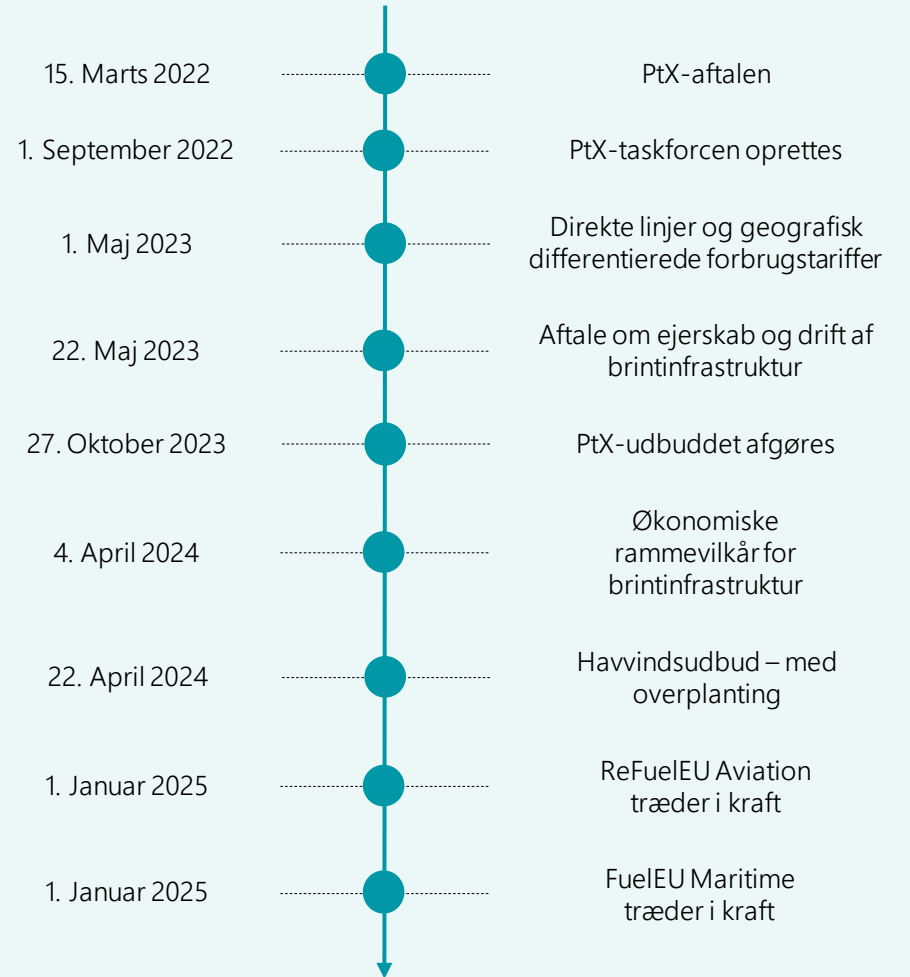 15. Marts 2022
PtX-aftalen
1. September 2022
PtX-taskforcen oprettes
1. Maj 2023
Direkte linjer og geografisk
differentierede forbrugstariffer
22. Maj 2023
Aftale om ejerskab og drift af
brintinfrastruktur
27. Oktober 2023
PtX-udbuddet afgøres
4. April 2024
Økonomiske
rammevilkår for
brintinfrastruktur
22. April 2024
Havvindsudbud – med
overplanting
1. Januar 2025
ReFuelEU Aviation
træder i kraft
1. Januar 2025
FuelEU Maritime
træder i kraft